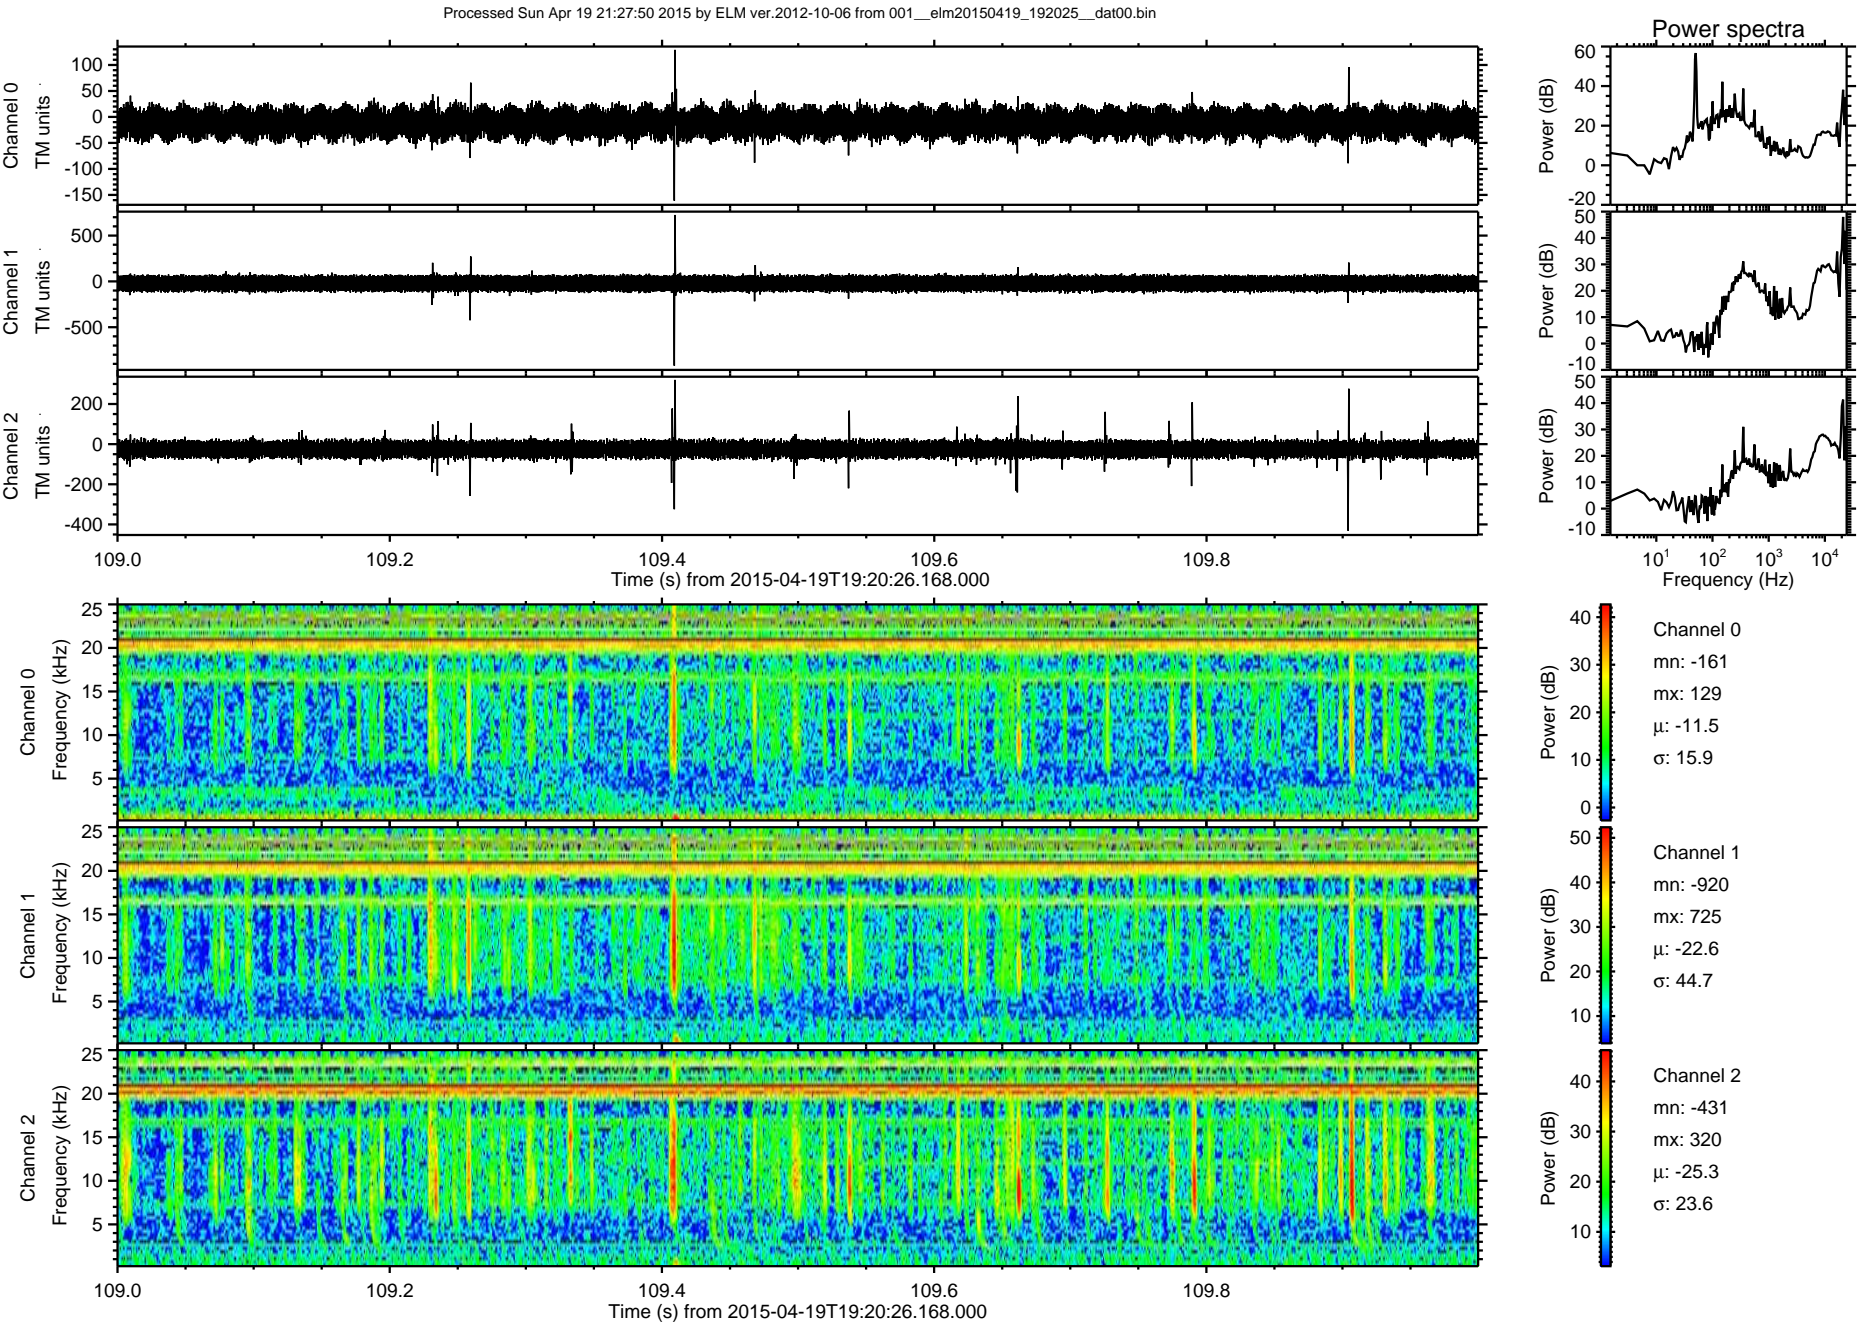 Processed Sun Apr 19 21:27:50 2015 by ELM ver.2012-10-06 from 001__elm20150419_192025__dat00.bin
Power spectra
Channel 0
TM units
100
50
0
-50
-100
-150
Power (dB)
60
40
20
0
-20
Channel 1
TM units
500
0
-500
Power (dB)
50
40
30
20
10
0
-10
Channel 2
TM units
200
0
-200
-400
Power (dB)
50
40
30
20
10
0
-10
109.0 109.2 109.4 109.6 109.8
Time (s) from 2015-04-19T19:20:26.168.000
10^1 10^2 10^3 10^4
Frequency (Hz)
Channel 0
Frequency (kHz)
25
20
15
10
5
Power (dB)
40
30
20
10
0
Channel 0
mn: -161
mx: 129
μ: -11.5
σ: 15.9
Channel 1
Frequency (kHz)
25
20
15
10
5
Power (dB)
50
40
30
20
10
Channel 1
mn: -920
mx: 725
μ: -22.6
σ: 44.7
Channel 2
Frequency (kHz)
25
20
15
10
5
Power (dB)
40
30
20
10
Channel 2
mn: -431
mx: 320
μ: -25.3
σ: 23.6
109.0 109.2 109.4 109.6 109.8
Time (s) from 2015-04-19T19:20:26.168.000